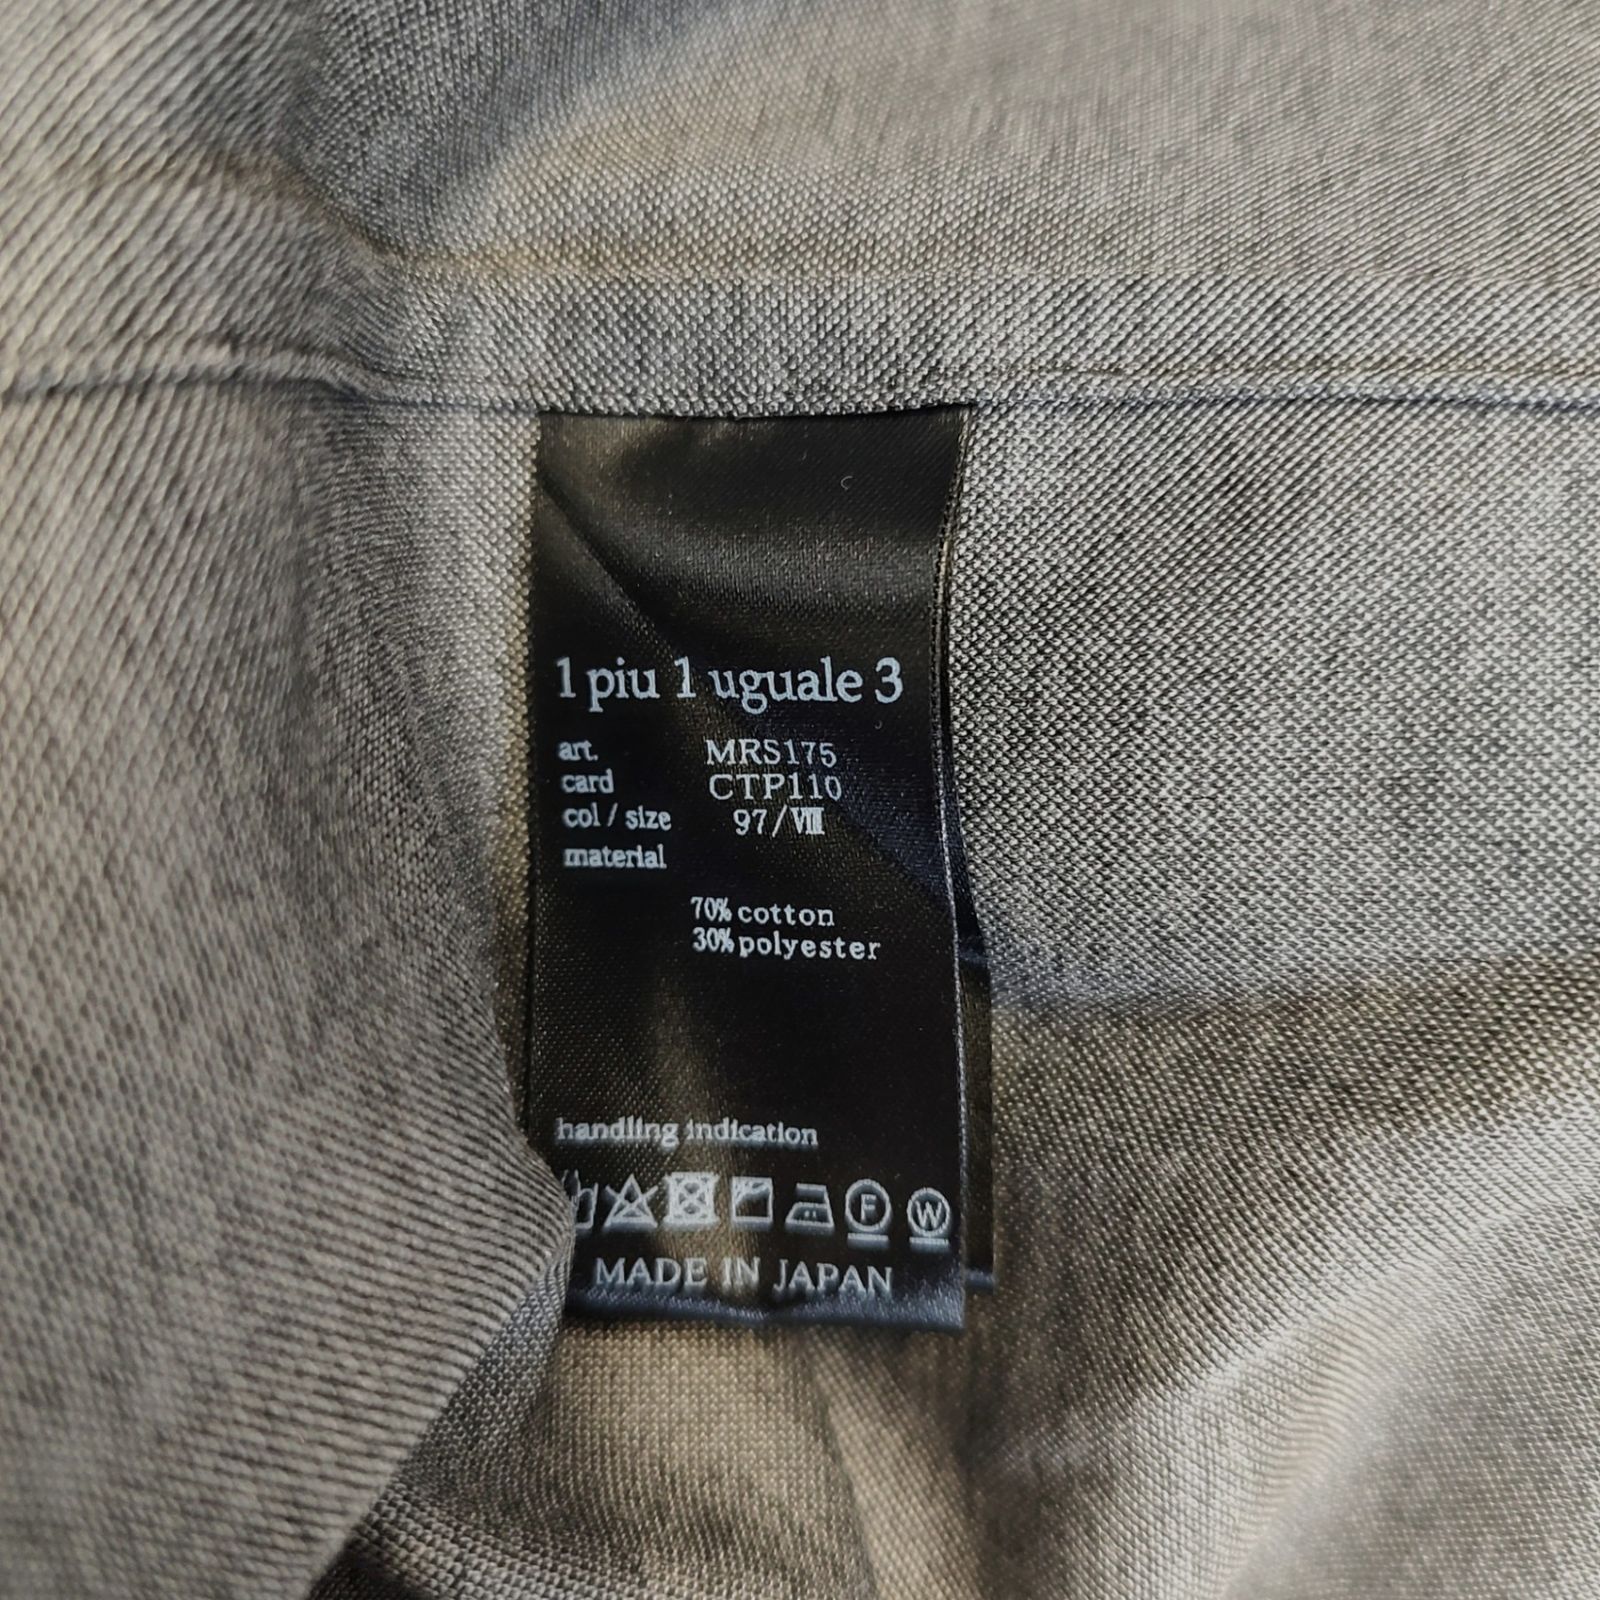 1 piu 1 uguale 3
art. MRS175
card CTP110
col / size 97/Ⅷ
material
70% cotton
30% polyester
handling indication
F W
MADE IN JAPAN